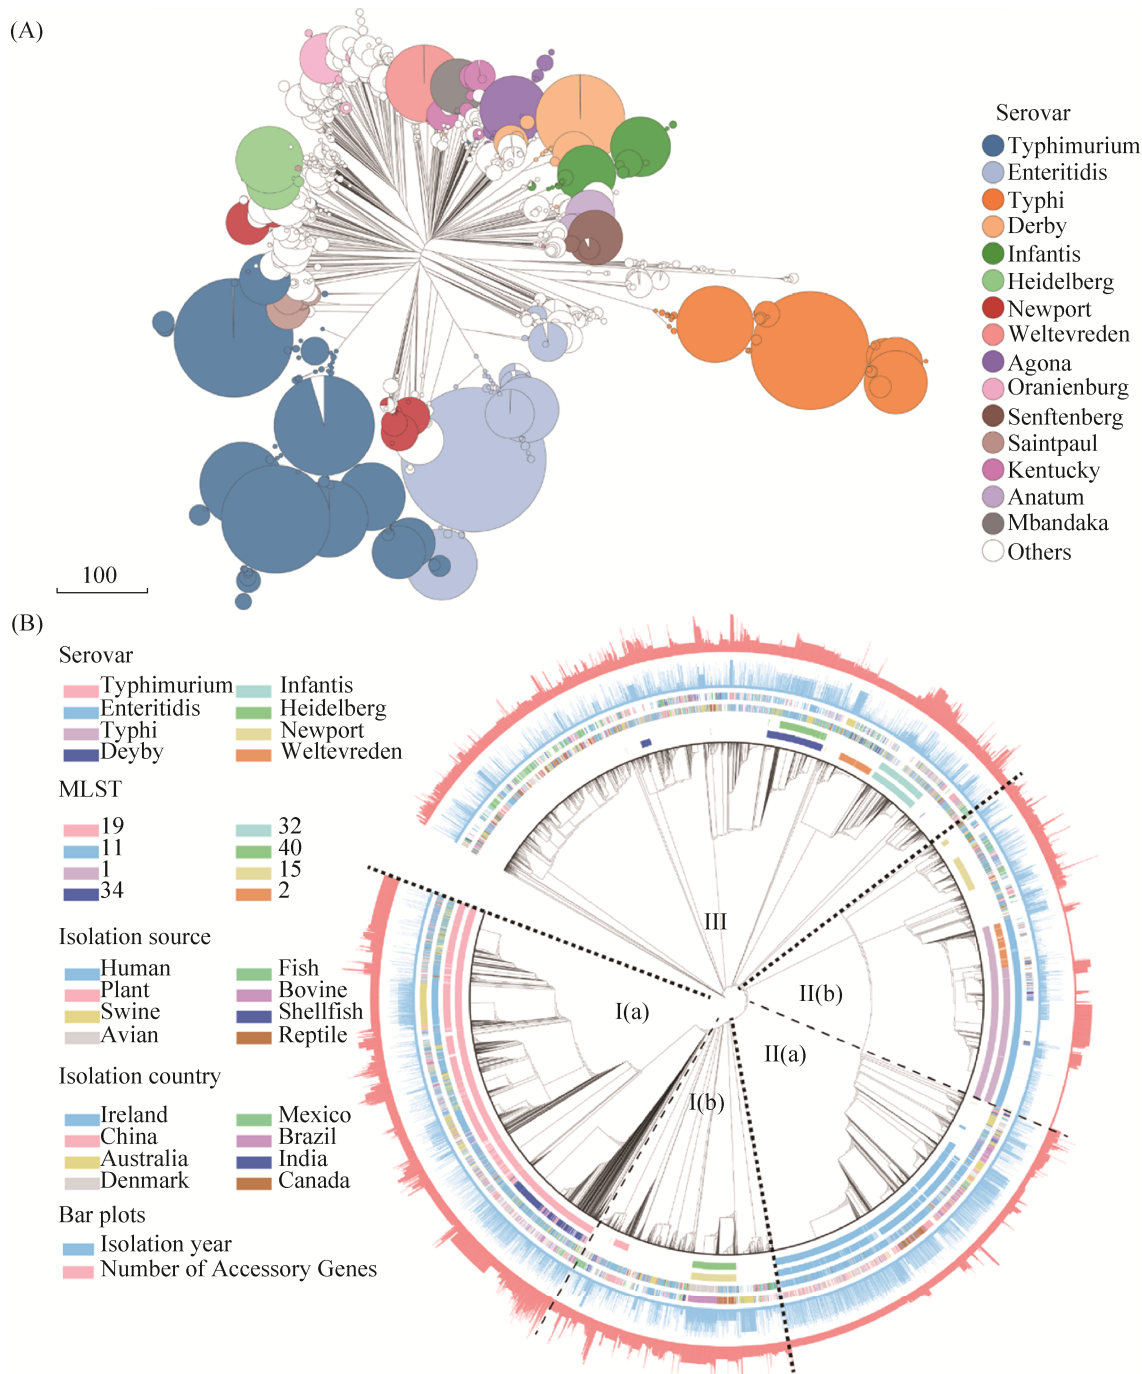 (A)
Serovar
Typhimurium
Enteritidis
Typhi
Derby
Infantis
Heidelberg
Newport
Weltevreden
Agona
Oranienburg
Senftenberg
Saintpaul
Kentucky
Anatum
Mbandaka
Others
100
(B)
Serovar
Typhimurium Infantis
Enteritidis Heidelberg
Typhi Newport
Deyby Weltevreden
MLST
19 32
11 40
1 15
34 2
Isolation source
Human Fish
Plant Bovine
Swine Shellfish
Avian Reptile
Isolation country
Ireland Mexico
China Brazil
Australia India
Denmark Canada
Bar plots
Isolation year
Number of Accessory Genes
III
II(b)
I(a)
II(a)
I(b)